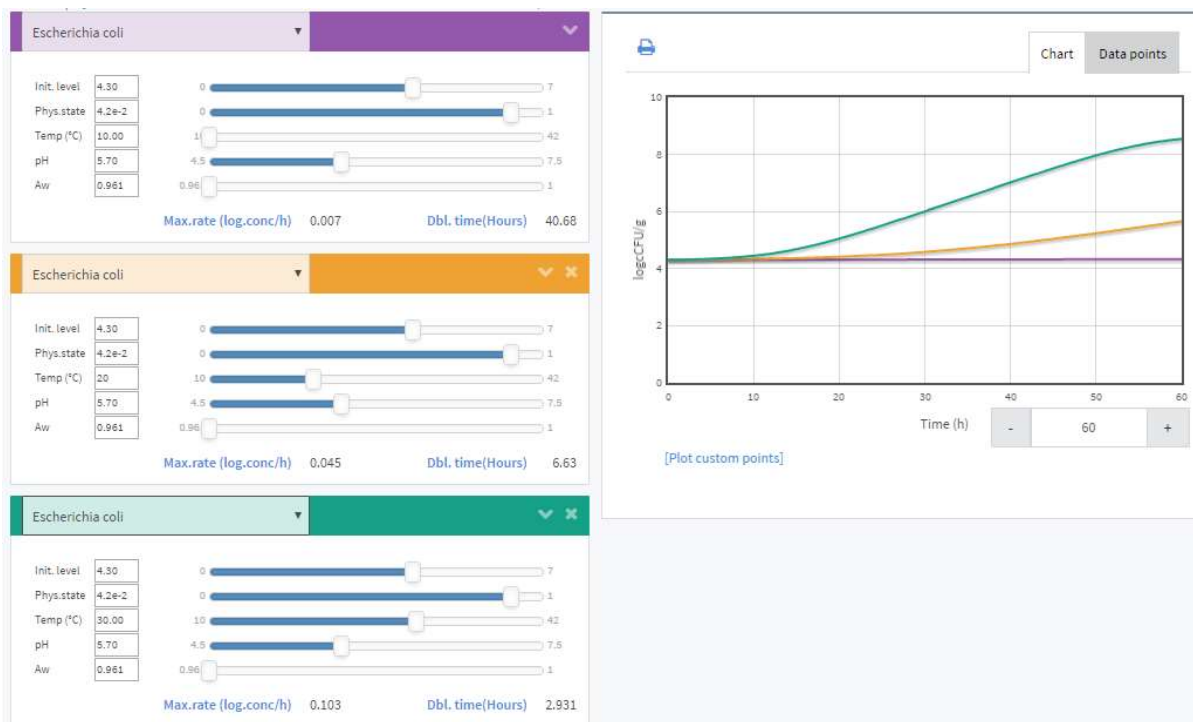 Escherichia coli
Init. level 4.30 0 7
Phys.state 4.2e-2 0 1
Temp (°C) 10.00 42
pH 5.70 4.5 7.5
Aw 0.961 0.96 1
Max.rate (log.conc/h) 0.007 Dbl. time(Hours) 40.68
Escherichia coli
Init. level 4.30 0 7
Phys.state 4.2e-2 0 1
Temp (°C) 20 10 42
pH 5.70 4.5 7.5
Aw 0.961 0.96 1
Max.rate (log.conc/h) 0.045 Dbl. time(Hours) 6.63
Escherichia coli
Init. level 4.30 0 7
Phys.state 4.2e-2 0 1
Temp (°C) 30.00 10 42
pH 5.70 4.5 7.5
Aw 0.961 0.96 1
Max.rate (log.conc/h) 0.103 Dbl. time(Hours) 2.931
Chart Data points
10
8
6
4
2
0
logcCFU/g
0 10 20 30 40 50 60
Time (h) - 60 +
[Plot custom points]